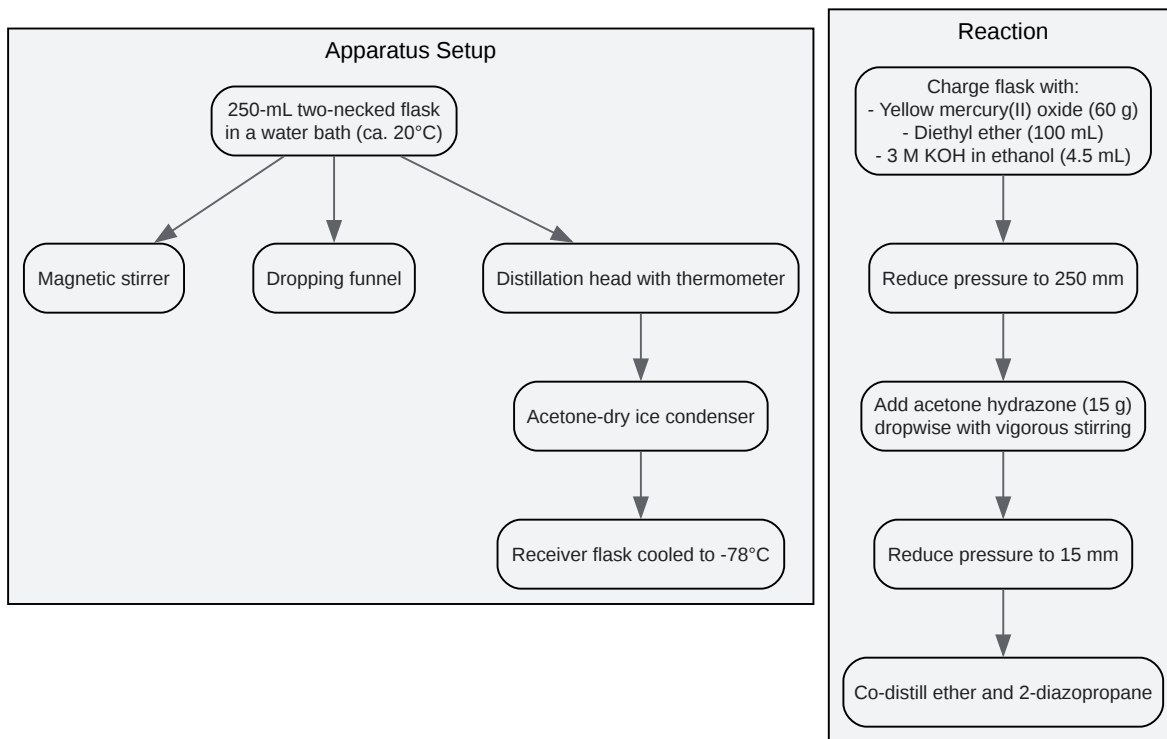 Apparatus Setup
250-mL two-necked flask
in a water bath (ca. 20°C)
Magnetic stirrer
Dropping funnel
Distillation head with thermometer
Acetone-dry ice condenser
Receiver flask cooled to -78°C
Reaction
Charge flask with:
- Yellow mercury(II) oxide (60 g)
- Diethyl ether (100 mL)
- 3 M KOH in ethanol (4.5 mL)
Reduce pressure to 250 mm
Add acetone hydrazone (15 g)
dropwise with vigorous stirring
Reduce pressure to 15 mm
Co-distill ether and 2-diazopropane